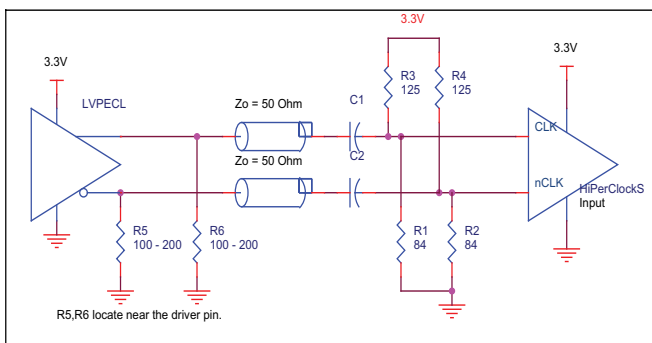 3.3V
3.3V
3.3V
R3
125
R4
125
LVPECL
Zo = 50 Ohm
C1
Zo = 50 Ohm
C2
CLK
nCLK
HiPerClockS
Input
R5
100 - 200
R6
100 - 200
R1
84
R2
84
R5,R6 locate near the driver pin.